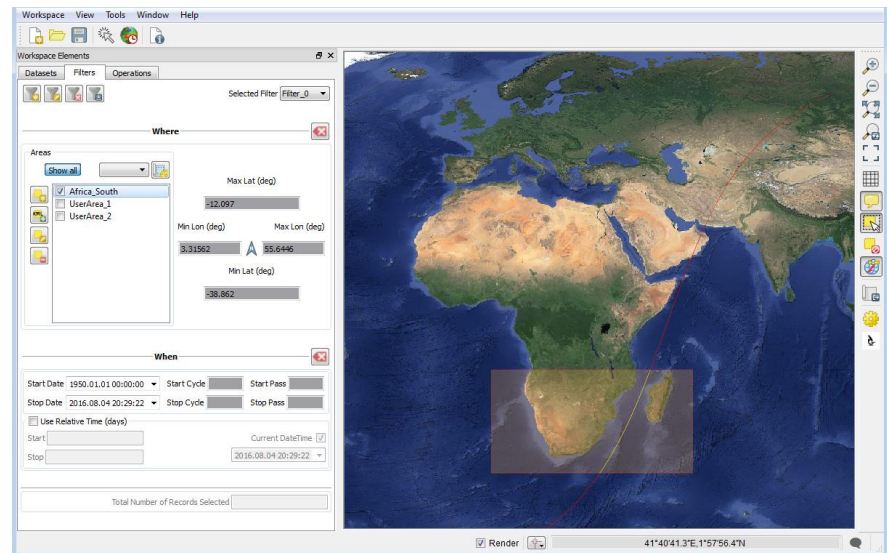 Workspace View Tools Window Help
Workspace Elements
Datasets Filters Operations
Selected Filter Filter_0
Where
Areas
Show all
Max Lat (deg)
Africa_South
-12.097
UserArea_1
UserArea_2
Min Lon (deg) Max Lon (deg)
3.31562 55.6446
Min Lat (deg)
-38.862
When
Start Date 1950.01.01 00:00:00 Start Cycle Start Pass
Stop Date 2016.08.04 20:29:22 Stop Cycle Stop Pass
Use Relative Time (days)
Start Current DateTime
Stop 2016.08.04 20:29:22
Total Number of Records Selected
Render 41°40'41.3"E,1°57'56.4"N